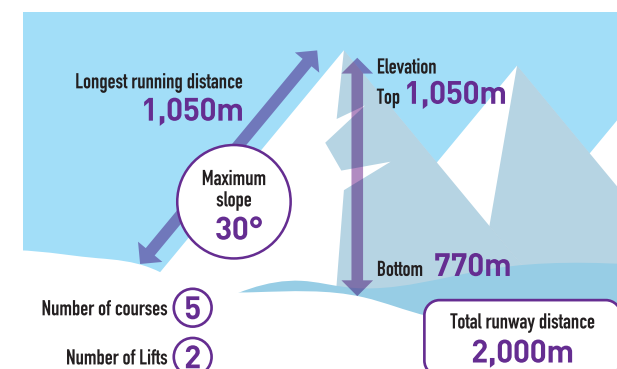 Longest running distance
1,050m
Elevation
Top 1,050m
Maximum
slope
30°
Bottom 770m
Number of courses 5
Number of Lifts 2
Total runway distance
2,000m